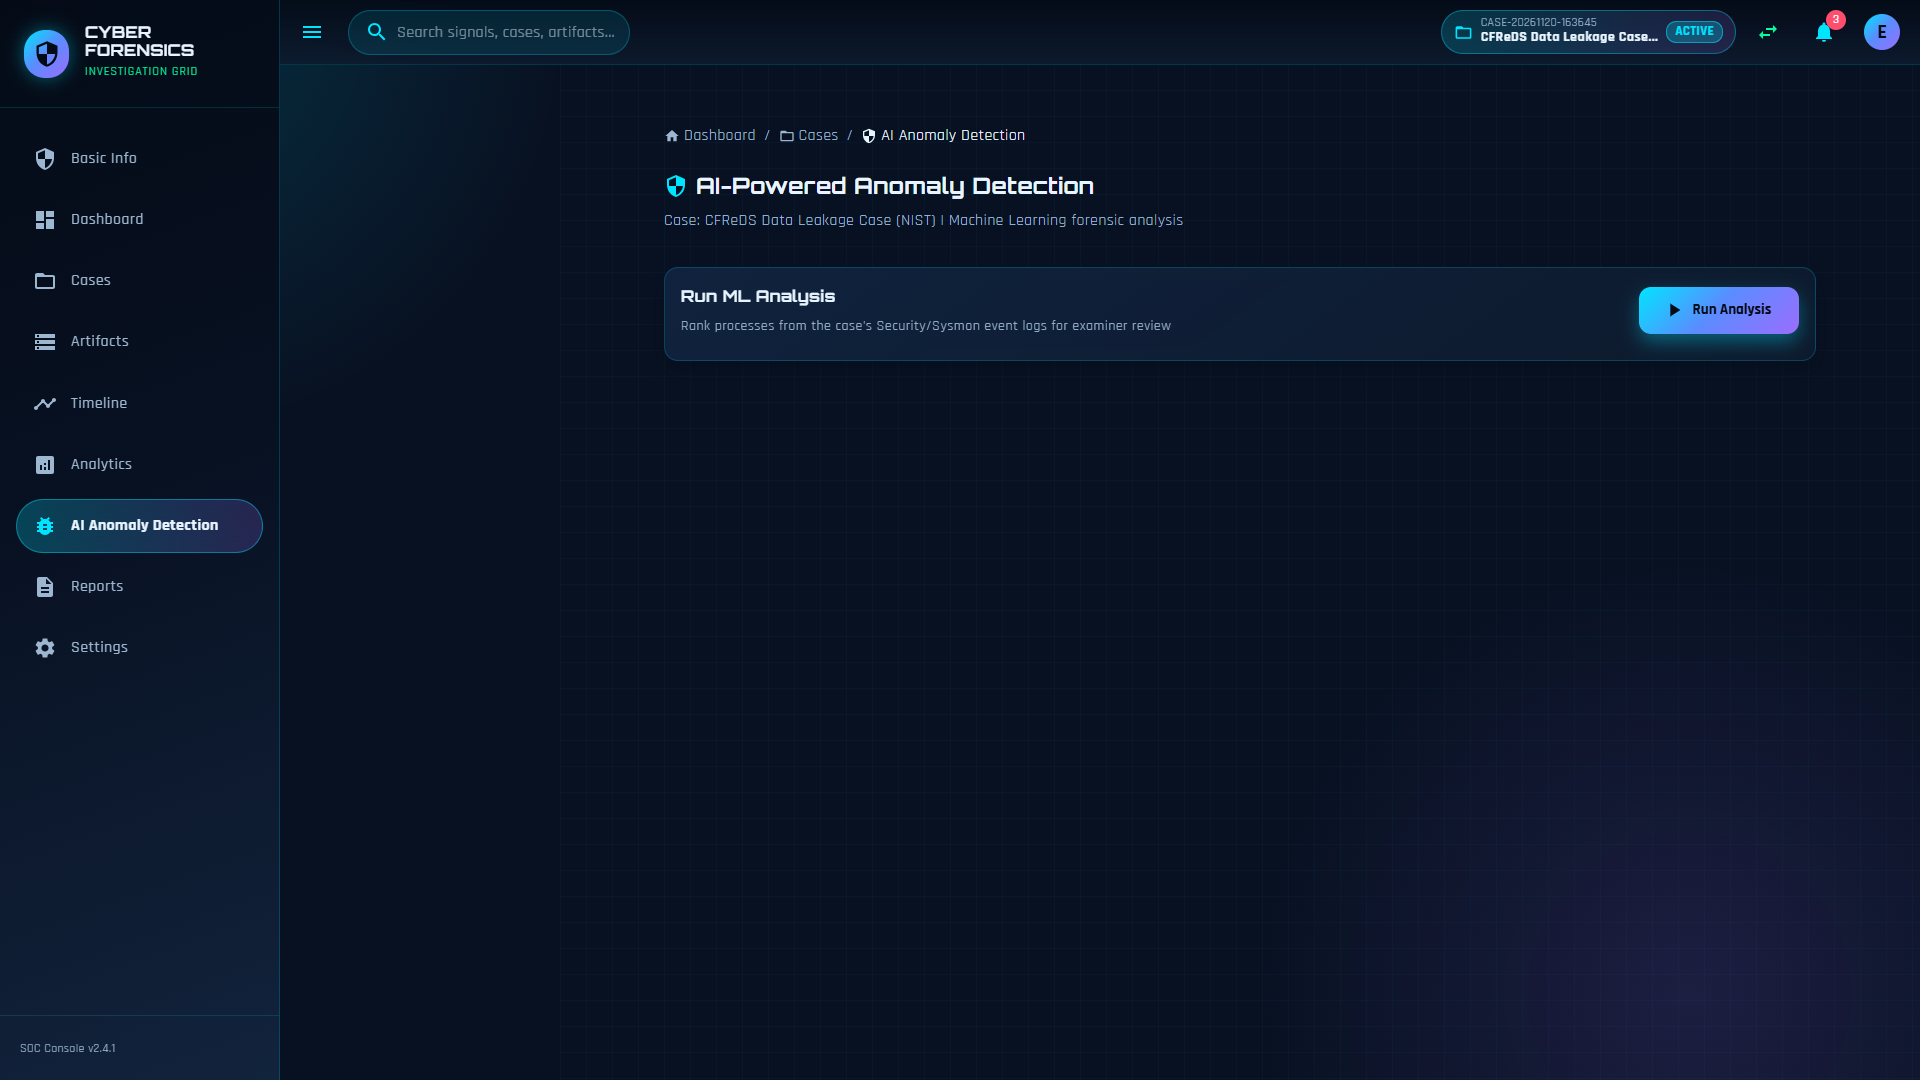 CYBER
FORENSICS
INVESTIGATION GRID
Search signals, cases, artifacts...
CASE-20261120-163645
CFReDS Data Leakage Case...
ACTIVE
3
E
Basic Info
Dashboard
Cases
Artifacts
Timeline
Analytics
AI Anomaly Detection
Reports
Settings
SOC Console v2.4.1
Dashboard / Cases / AI Anomaly Detection
AI-Powered Anomaly Detection
Case: CFReDS Data Leakage Case (NIST) | Machine Learning forensic analysis
Run ML Analysis
Rank processes from the case's Security/Sysmon event logs for examiner review
Run Analysis